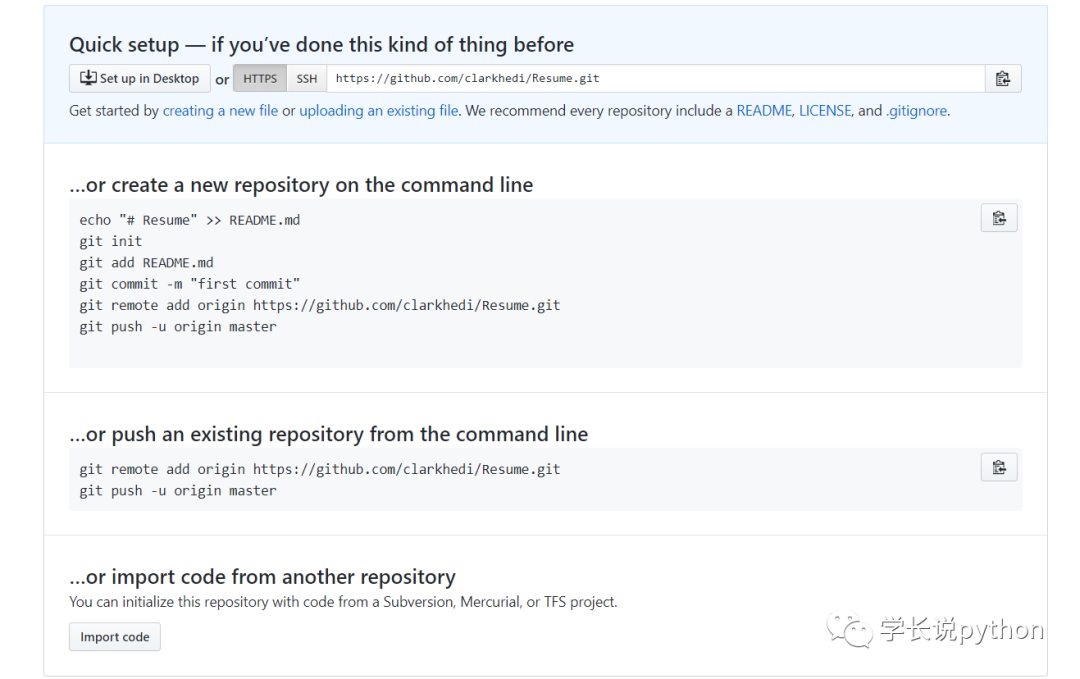 Quick setup — if you’ve done this kind of thing before
Set up in Desktop or HTTPS SSH https://github.com/clarkhedi/Resume.git
Get started by creating a new file or uploading an existing file. We recommend every repository include a README, LICENSE, and .gitignore.
…or create a new repository on the command line
echo "# Resume" >> README.md
git init
git add README.md
git commit -m "first commit"
git remote add origin https://github.com/clarkhedi/Resume.git
git push -u origin master
…or push an existing repository from the command line
git remote add origin https://github.com/clarkhedi/Resume.git
git push -u origin master
…or import code from another repository
You can initialize this repository with code from a Subversion, Mercurial, or TFS project.
Import code
学长说python